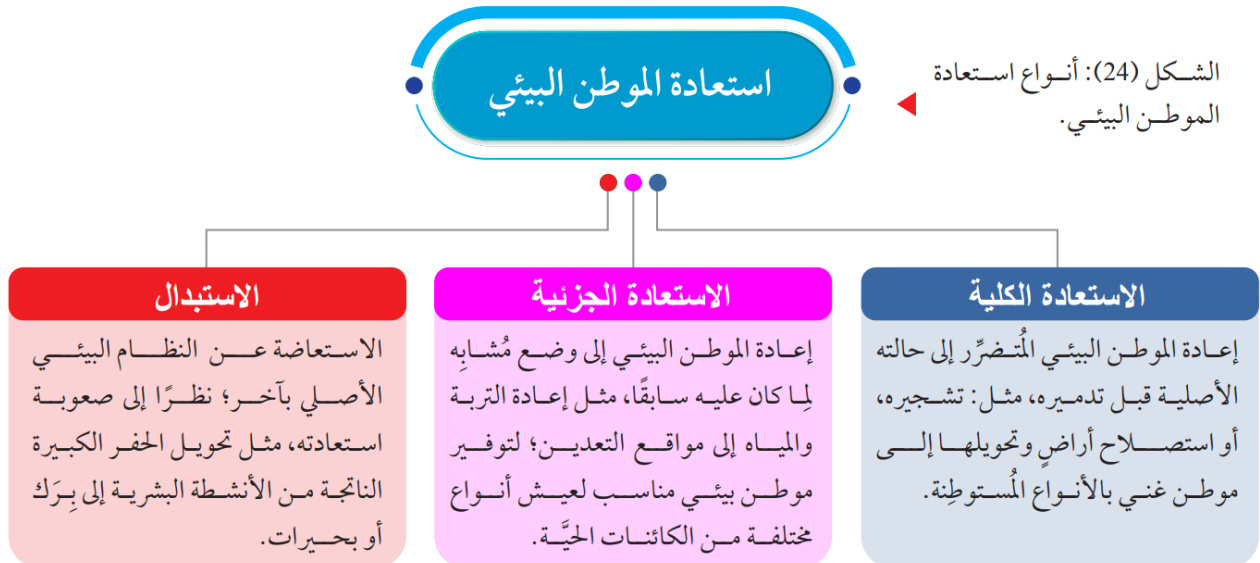 استعادة الموطن البيئي
الشكل (24): أنواع استعادة
الموطن البيئي.
الاستعادة الكلية
إعادة الموطن البيئي المُتضرِّر إلى حالته
الأصلية قبل تدميره، مثل: تشجيره،
أو استصلاح أراضٍ وتحويلها إلى
موطن غني بالأنواع المُستوطِنة.
الاستعادة الجزئية
إعادة الموطن البيئي إلى وضع مُشابِه
لِما كان عليه سابقًا، مثل إعادة التربة
والمياه إلى مواقع التعدين؛ لتوفير
موطن بيئي مناسب لعيش أنواع
مختلفة من الكائنات الحيَّة.
الاستبدال
الاستعاضة عن النظام البيئي
الأصلي بآخر؛ نظرًا إلى صعوبة
استعادته، مثل تحويل الحفر الكبيرة
الناتجة من الأنشطة البشرية إلى بِرَك
أو بحيرات.